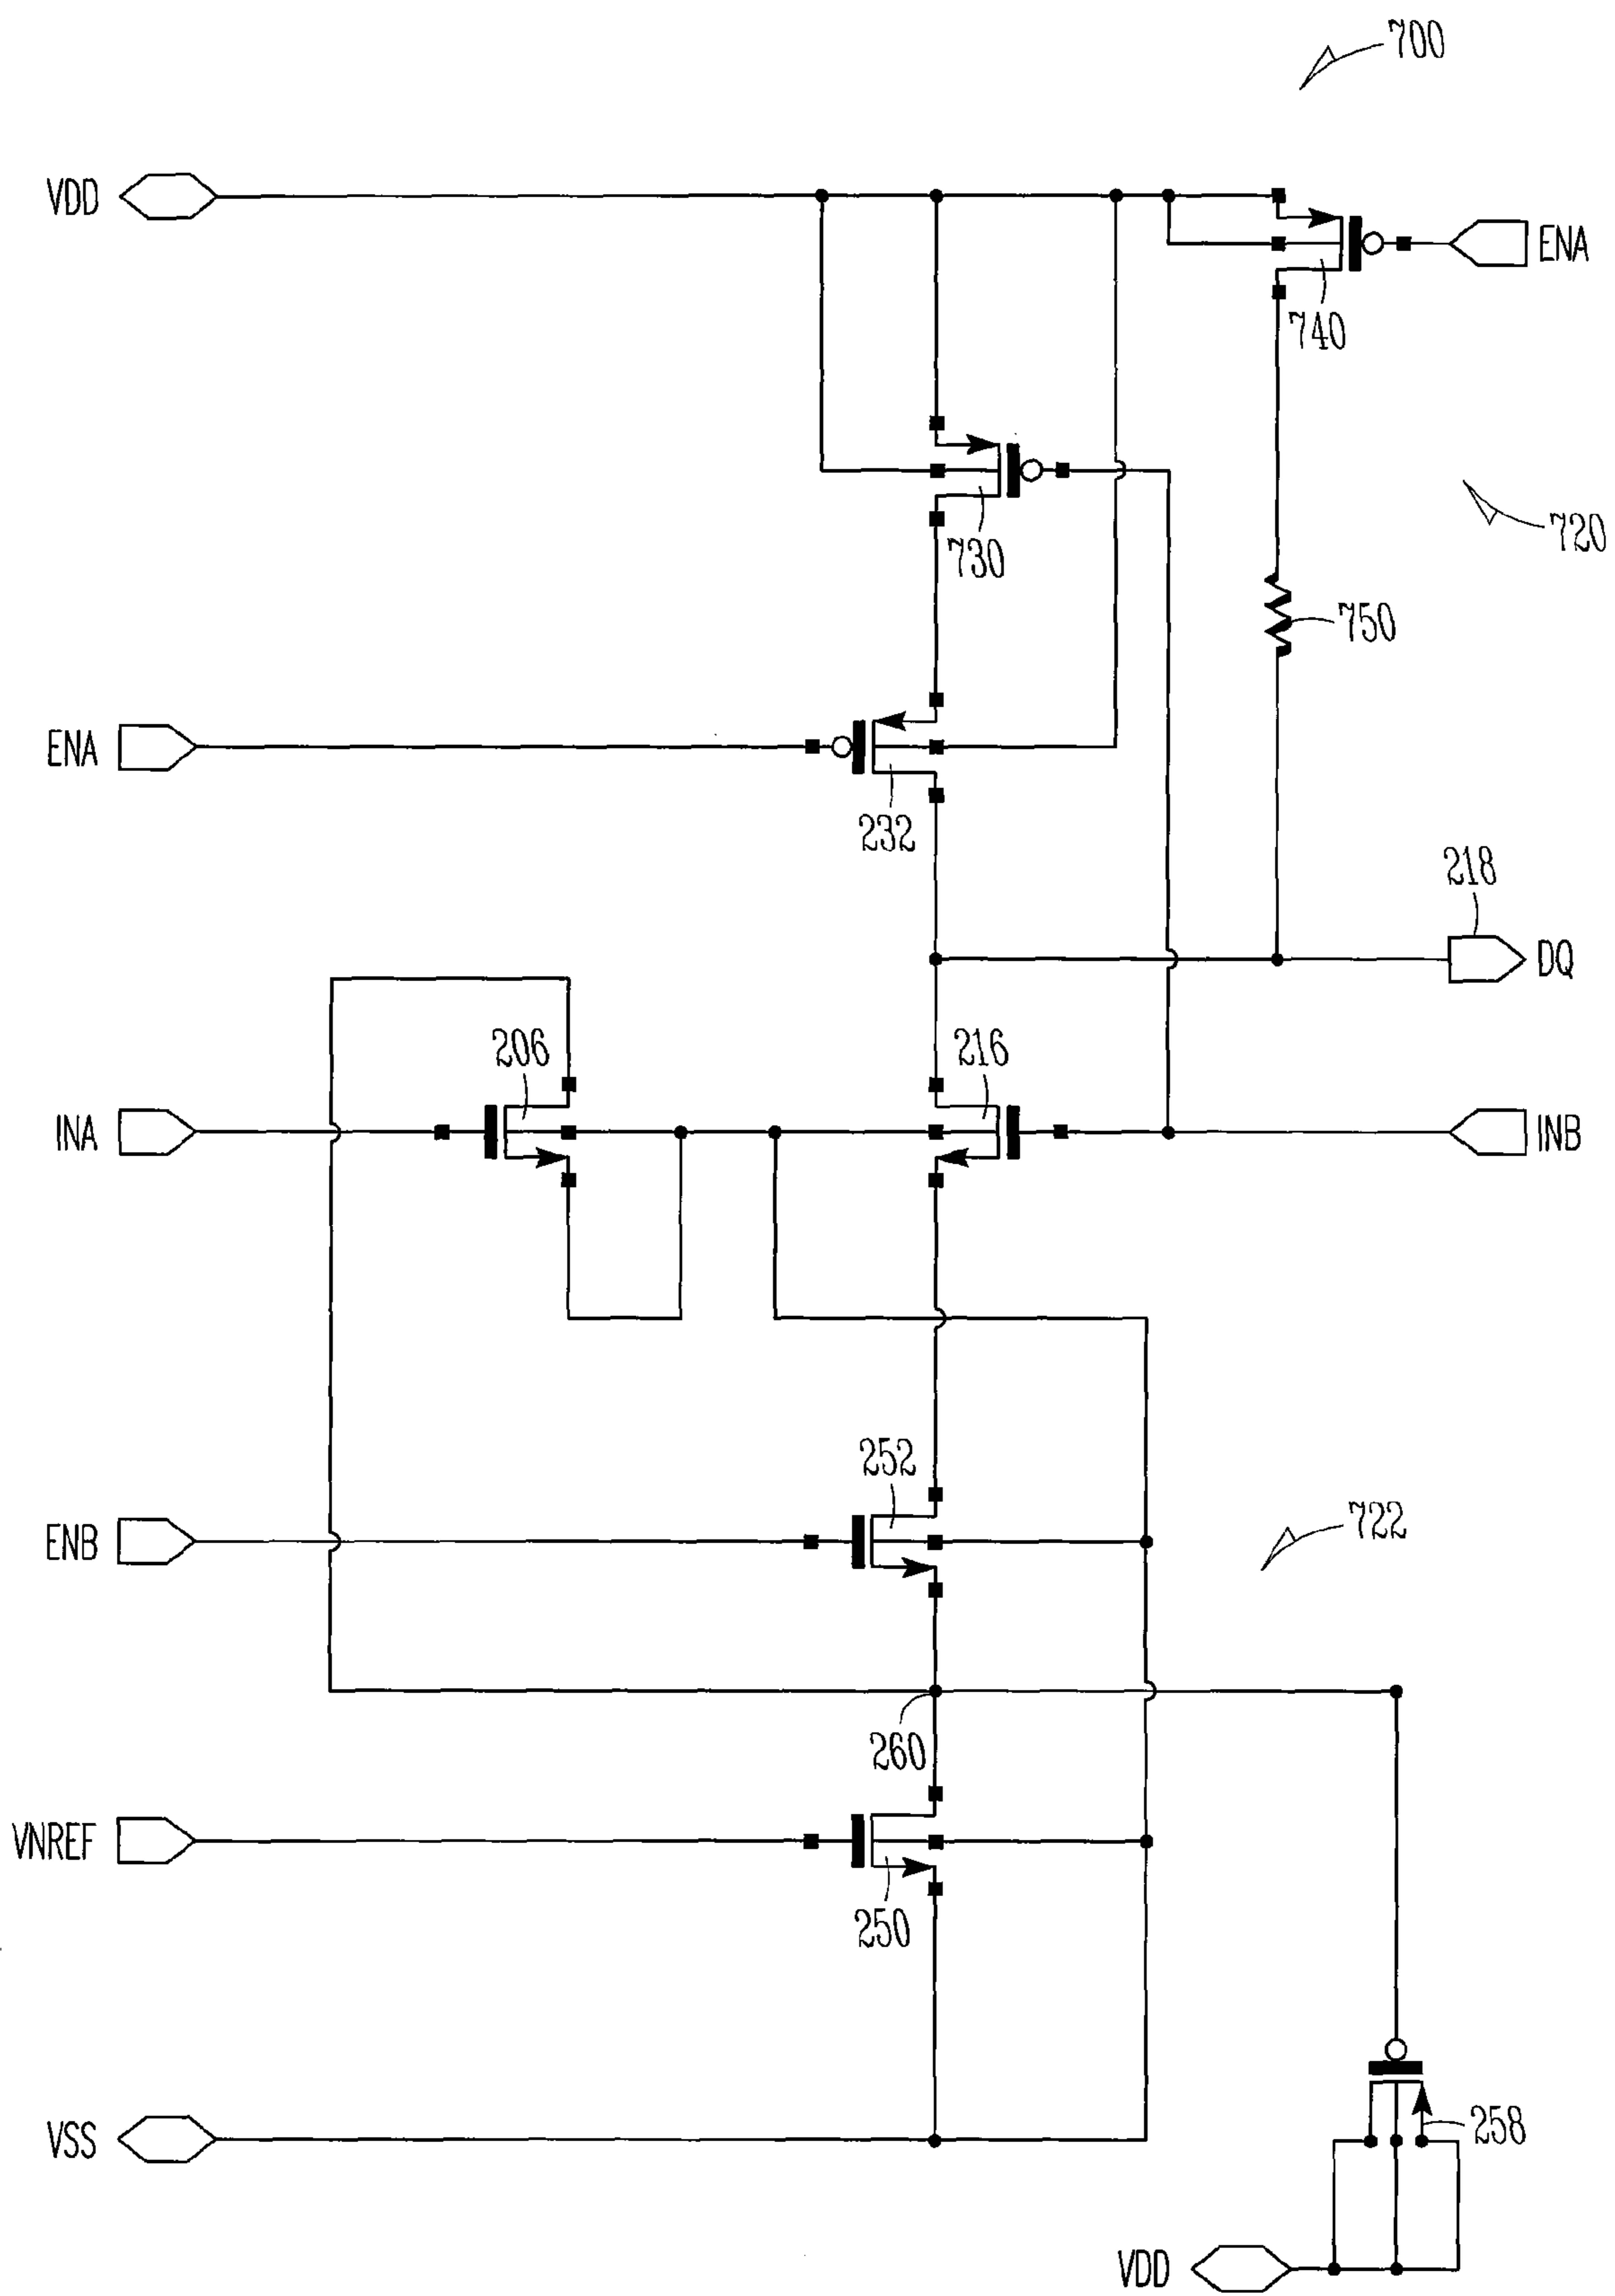 700
VDD
ENA
740
720
730
750
ENA
232
218
DQ
206
216
INA
INB
252
ENB
722
260
VNREF
250
VSS
258
VDD